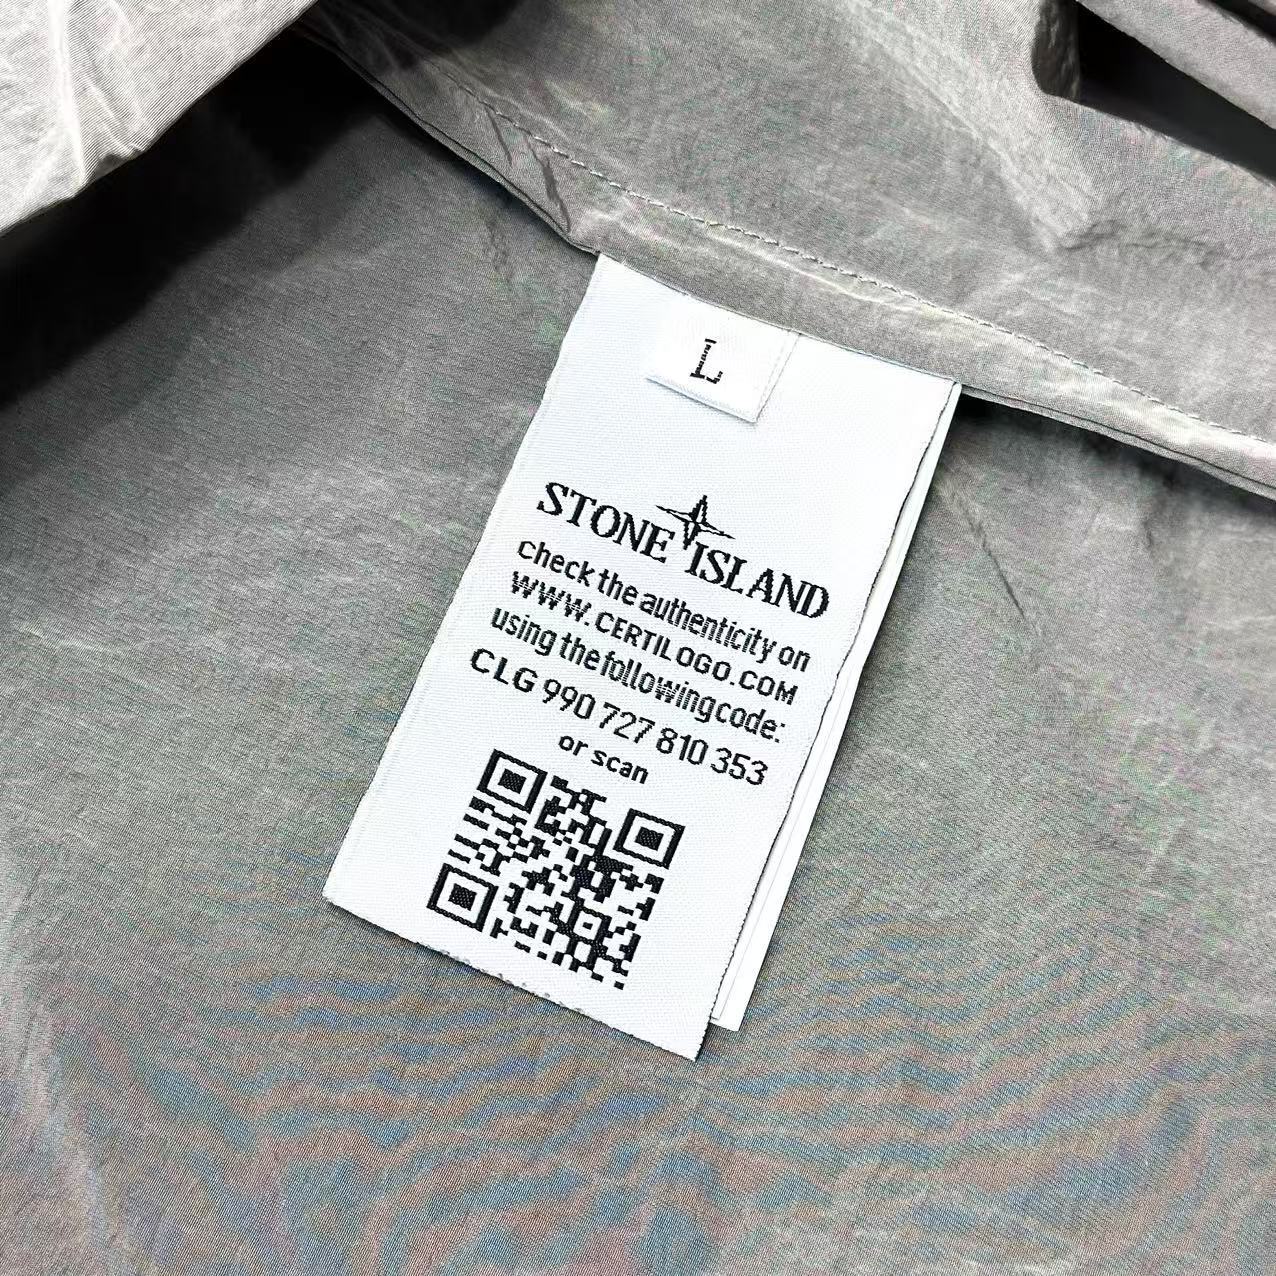 L
STONE ISLAND
check the authenticity on
WWW.CERTILOGO.COM
using the following code:
CLG 990 727 810 353
or scan